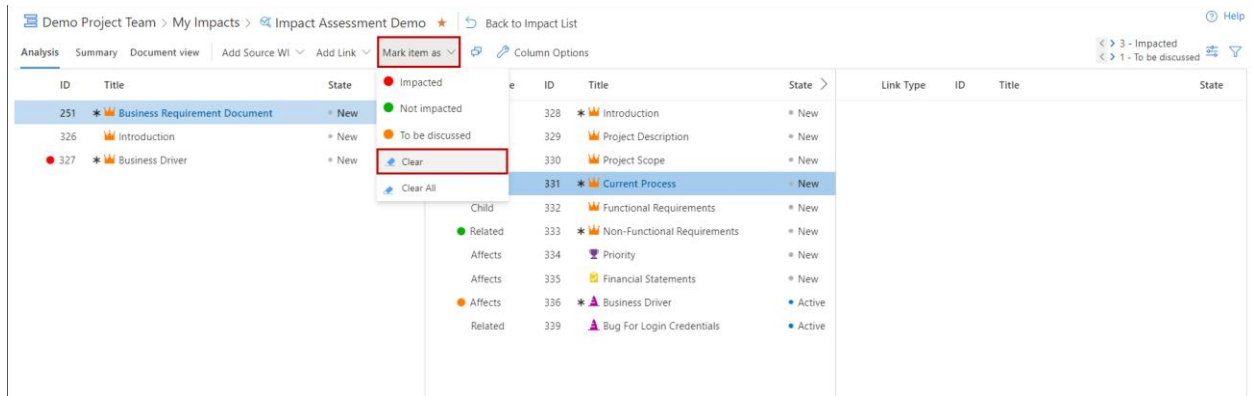 Demo Project Team > My Impacts > Impact Assessment Demo Back to Impact List Help
Analysis Summary Document view Add Source WI Add Link Mark item as Column Options
< > 3 - Impacted
< > 1 - To be discussed
ID Title State
251 * Business Requirement Document New
326 Introduction New
327 * Business Driver New
Impacted
Not impacted
To be discussed
Clear
Clear All
e ID Title State >
328 * Introduction New
329 Project Description New
330 Project Scope New
331 * Current Process New
Child 332 Functional Requirements New
Related 333 * Non-Functional Requirements New
Affects 334 Priority New
Affects 335 Financial Statements New
Affects 336 * Business Driver Active
Related 339 Bug For Login Credentials Active
Link Type ID Title State